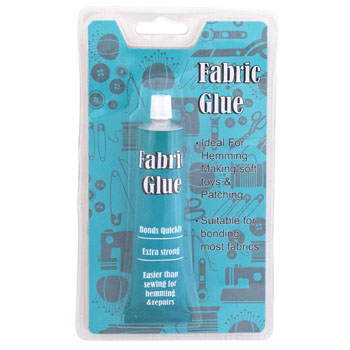 Fabric
Glue
• Ideal For
Hemming
Making soft
toys &
Patching
• Suitable for
bonding
most fabrics
Fabric
Glue
Bonds Quickly
Extra strong
Easier than
sewing for
hemming
&repairs